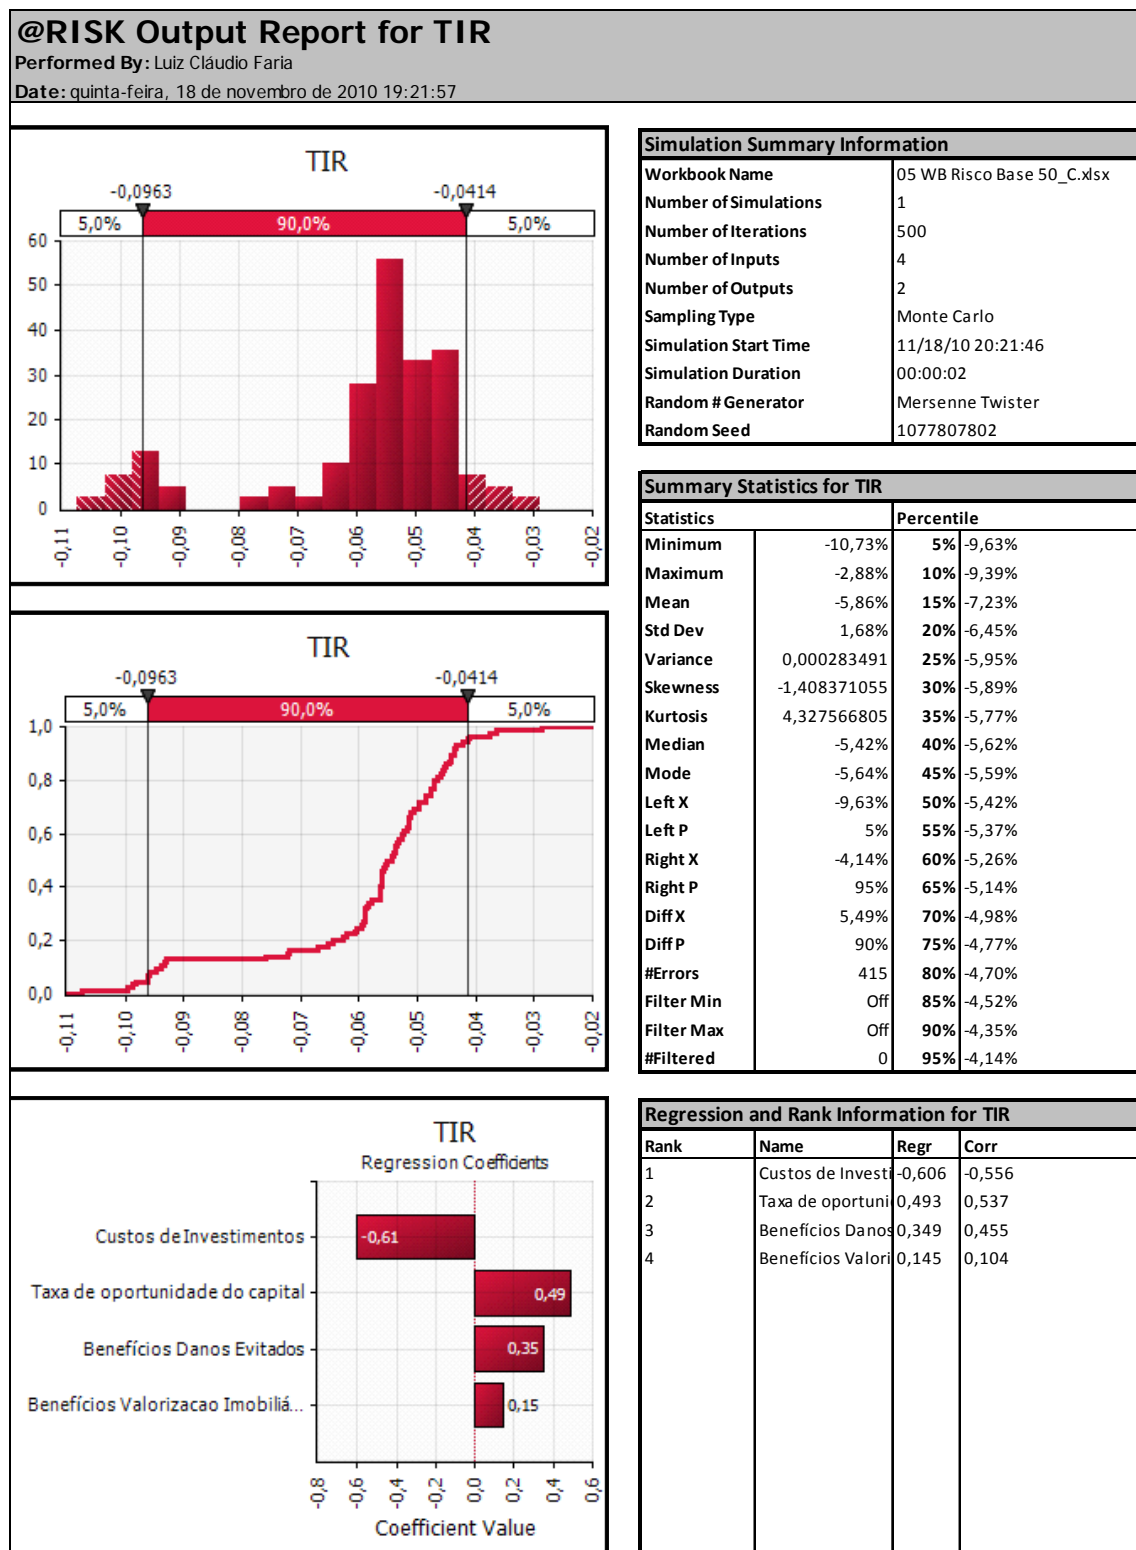 @RISK Output Report for TIR
Performed By: Luiz Cláudio Faria
Date: quinta-feira, 18 de novembro de 2010 19:21:57
TIR
-0,0963 -0,0414
5,0% 90,0% 5,0%
60
50
40
30
20
10
0
-0,11 -0,10 -0,09 -0,08 -0,07 -0,06 -0,05 -0,04 -0,03 -0,02
TIR
-0,0963 -0,0414
5,0% 90,0% 5,0%
1,0
0,8
0,6
0,4
0,2
0,0
-0,11 -0,10 -0,09 -0,08 -0,07 -0,06 -0,05 -0,04 -0,03 -0,02
TIR
Regression Coefficients
Custos de Investimentos -0,61
Taxa de oportunidade do capital 0,49
Benefícios Danos Evitados 0,35
Benefícios Valorizacao Imobiliá... 0,15
-0,8 -0,6 -0,4 -0,2 0,0 0,2 0,4 0,6
Coefficient Value
Simulation Summary Information
Workbook Name 05 WB Risco Base 50_C.xlsx
Number of Simulations 1
Number of Iterations 500
Number of Inputs 4
Number of Outputs 2
Sampling Type Monte Carlo
Simulation Start Time 11/18/10 20:21:46
Simulation Duration 00:00:02
Random # Generator Mersenne Twister
Random Seed 1077807802
Summary Statistics for TIR
Statistics Percentile
Minimum -10,73% 5% -9,63%
Maximum -2,88% 10% -9,39%
Mean -5,86% 15% -7,23%
Std Dev 1,68% 20% -6,45%
Variance 0,000283491 25% -5,95%
Skewness -1,408371055 30% -5,89%
Kurtosis 4,327566805 35% -5,77%
Median -5,42% 40% -5,62%
Mode -5,64% 45% -5,59%
Left X -9,63% 50% -5,42%
Left P 5% 55% -5,37%
Right X -4,14% 60% -5,26%
Right P 95% 65% -5,14%
Diff X 5,49% 70% -4,98%
Diff P 90% 75% -4,77%
#Errors 415 80% -4,70%
Filter Min Off 85% -4,52%
Filter Max Off 90% -4,35%
#Filtered 0 95% -4,14%
Regression and Rank Information for TIR
Rank Name Regr Corr
1 Custos de Investi -0,606 -0,556
2 Taxa de oportuni 0,493 0,537
3 Benefícios Danos 0,349 0,455
4 Benefícios Valori 0,145 0,104